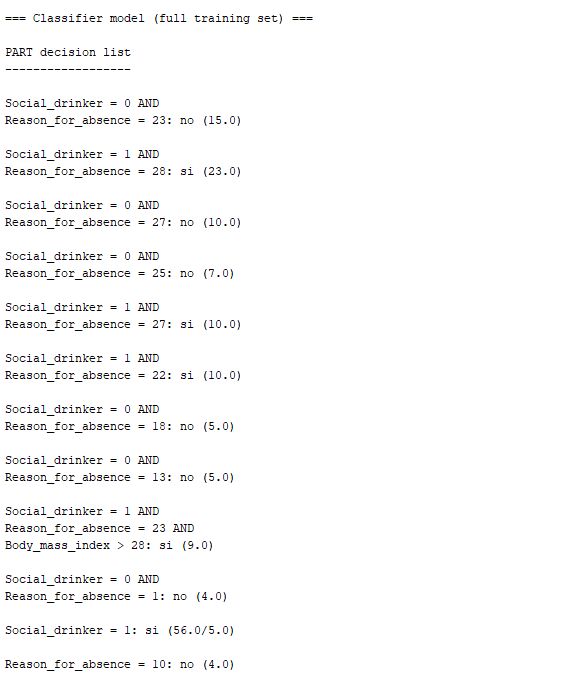 === Classifier model (full training set) ===
PART decision list
------------------
Social_drinker = 0 AND
Reason_for_absence = 23: no (15.0)
Social_drinker = 1 AND
Reason_for_absence = 28: si (23.0)
Social_drinker = 0 AND
Reason_for_absence = 27: no (10.0)
Social_drinker = 0 AND
Reason_for_absence = 25: no (7.0)
Social_drinker = 1 AND
Reason_for_absence = 27: si (10.0)
Social_drinker = 1 AND
Reason_for_absence = 22: si (10.0)
Social_drinker = 0 AND
Reason_for_absence = 18: no (5.0)
Social_drinker = 0 AND
Reason_for_absence = 13: no (5.0)
Social_drinker = 1 AND
Reason_for_absence = 23 AND
Body_mass_index > 28: si (9.0)
Social_drinker = 0 AND
Reason_for_absence = 1: no (4.0)
Social_drinker = 1: si (56.0/5.0)
Reason_for_absence = 10: no (4.0)